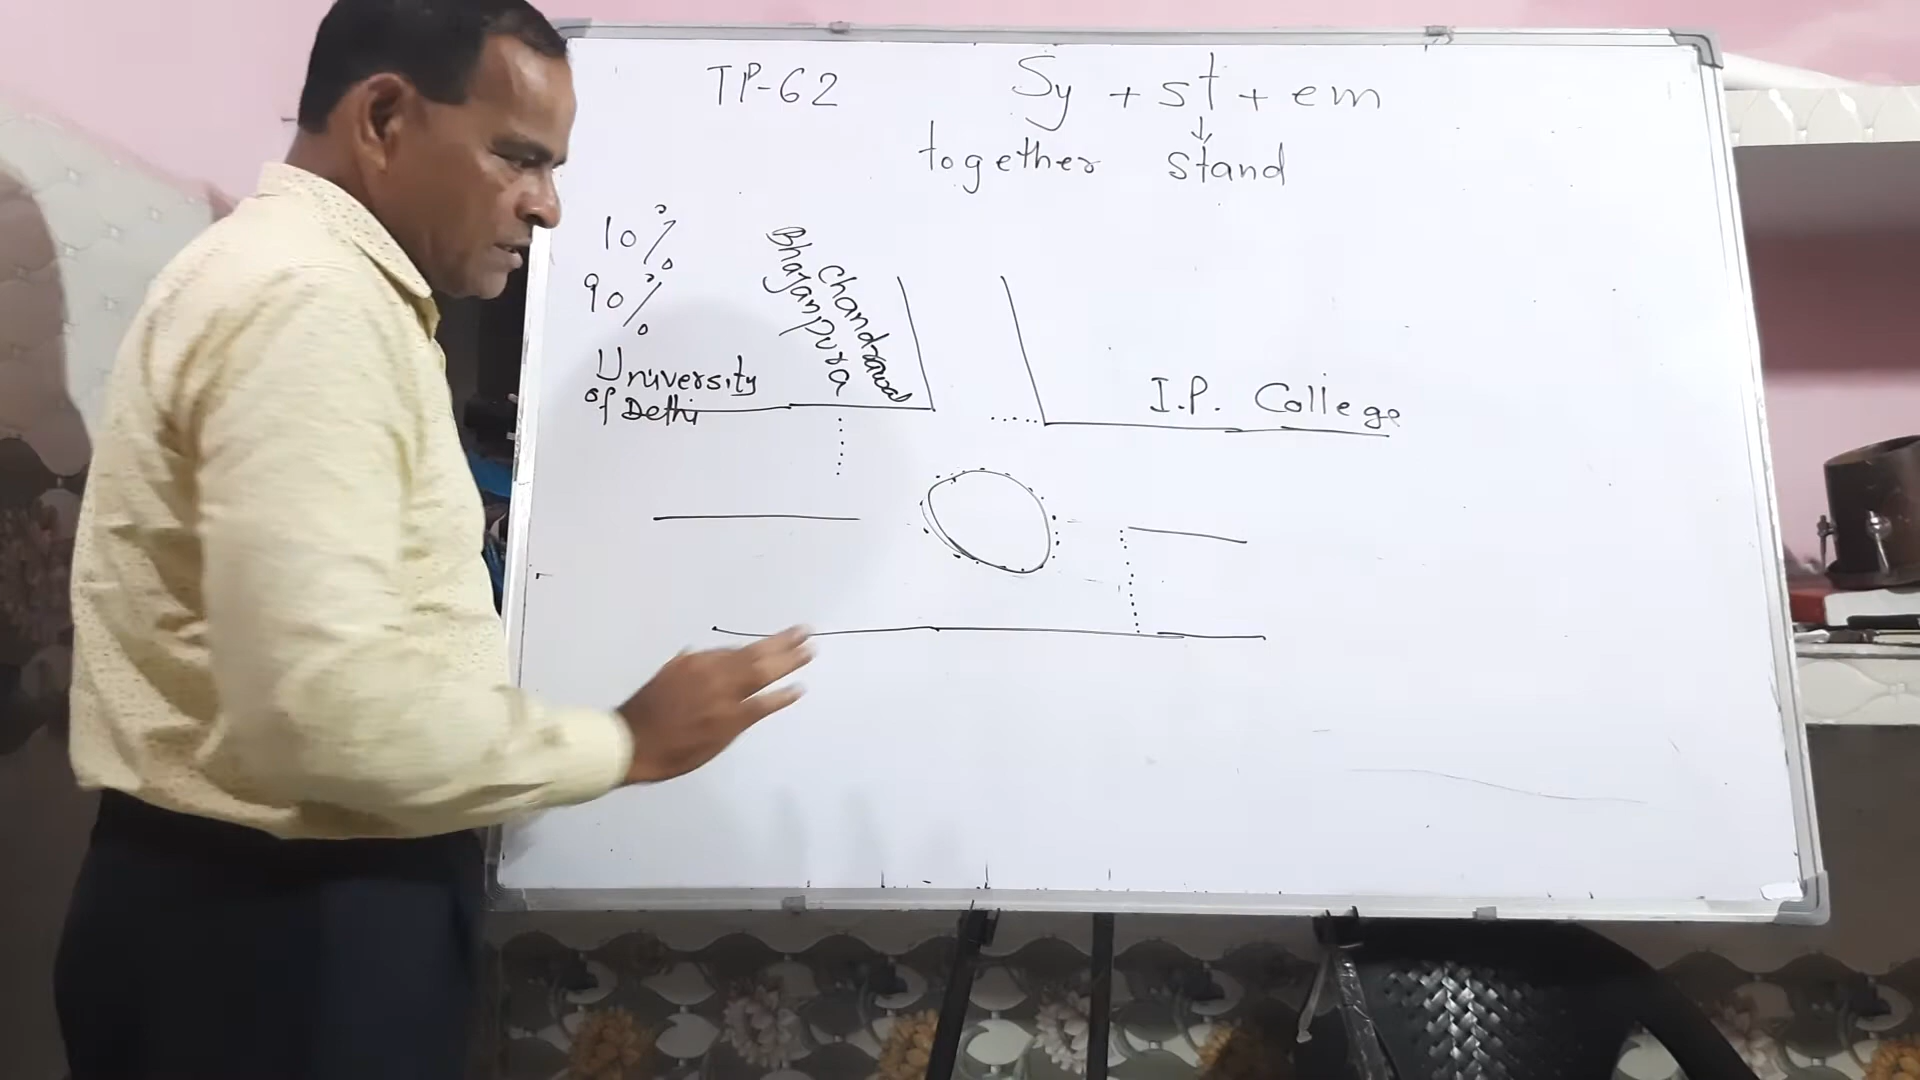 TP-62
Sy + st + em
together stand
10%
90%
University
of Delhi
Bhajanpura
Chandrawal
I.P. College